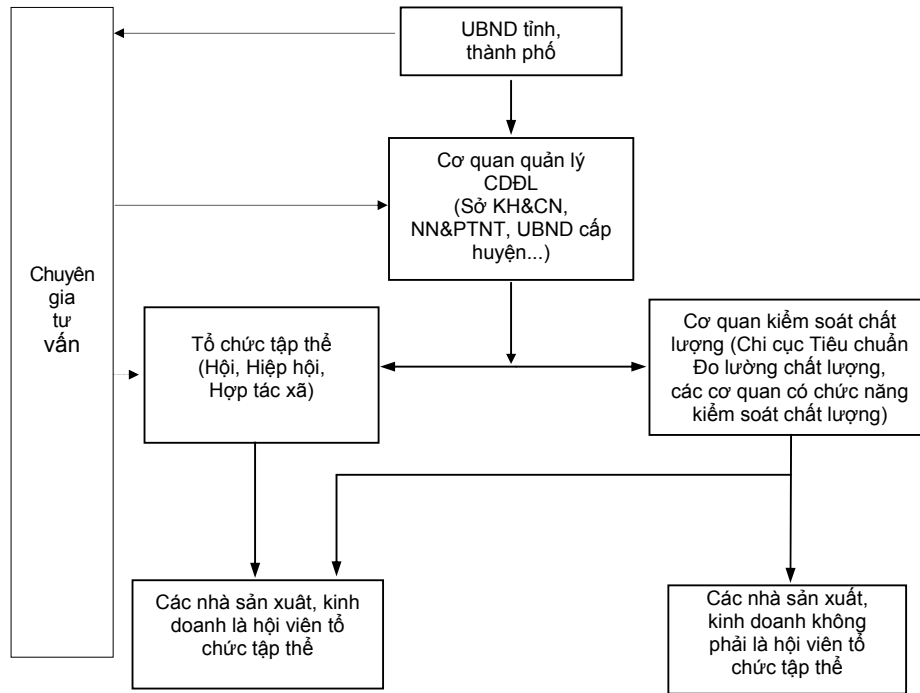 UBND tỉnh,
thành phố
Cơ quan quản lý
CDĐL
(Sở KH&CN,
NN&PTNT, UBND cấp
huyện...)
Chuyên
gia
tư
vấn
Tổ chức tập thể
(Hội, Hiệp hội,
Hợp tác xã)
Cơ quan kiểm soát chất
lượng (Chi cục Tiêu chuẩn
Đo lường chất lượng,
các cơ quan có chức năng
kiểm soát chất lượng)
Các nhà sản xuât, kinh
doanh là hội viên tổ
chức tập thể
Các nhà sản xuất,
kinh doanh không
phải là hội viên tổ
chức tập thể